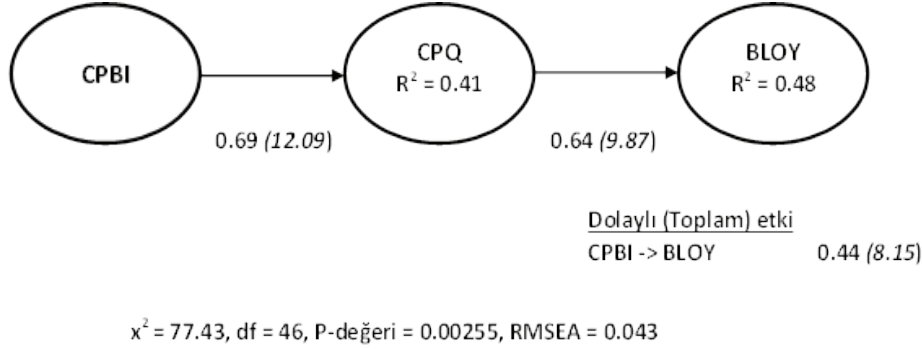 CPBI
CPQ
R² = 0.41
BLOY
R² = 0.48
0.69 (12.09)
0.64 (9.87)
Dolaylı (Toplam) etki
CPBI -> BLOY 0.44 (8.15)
x² = 77.43, df = 46, P-değeri = 0.00255, RMSEA = 0.043